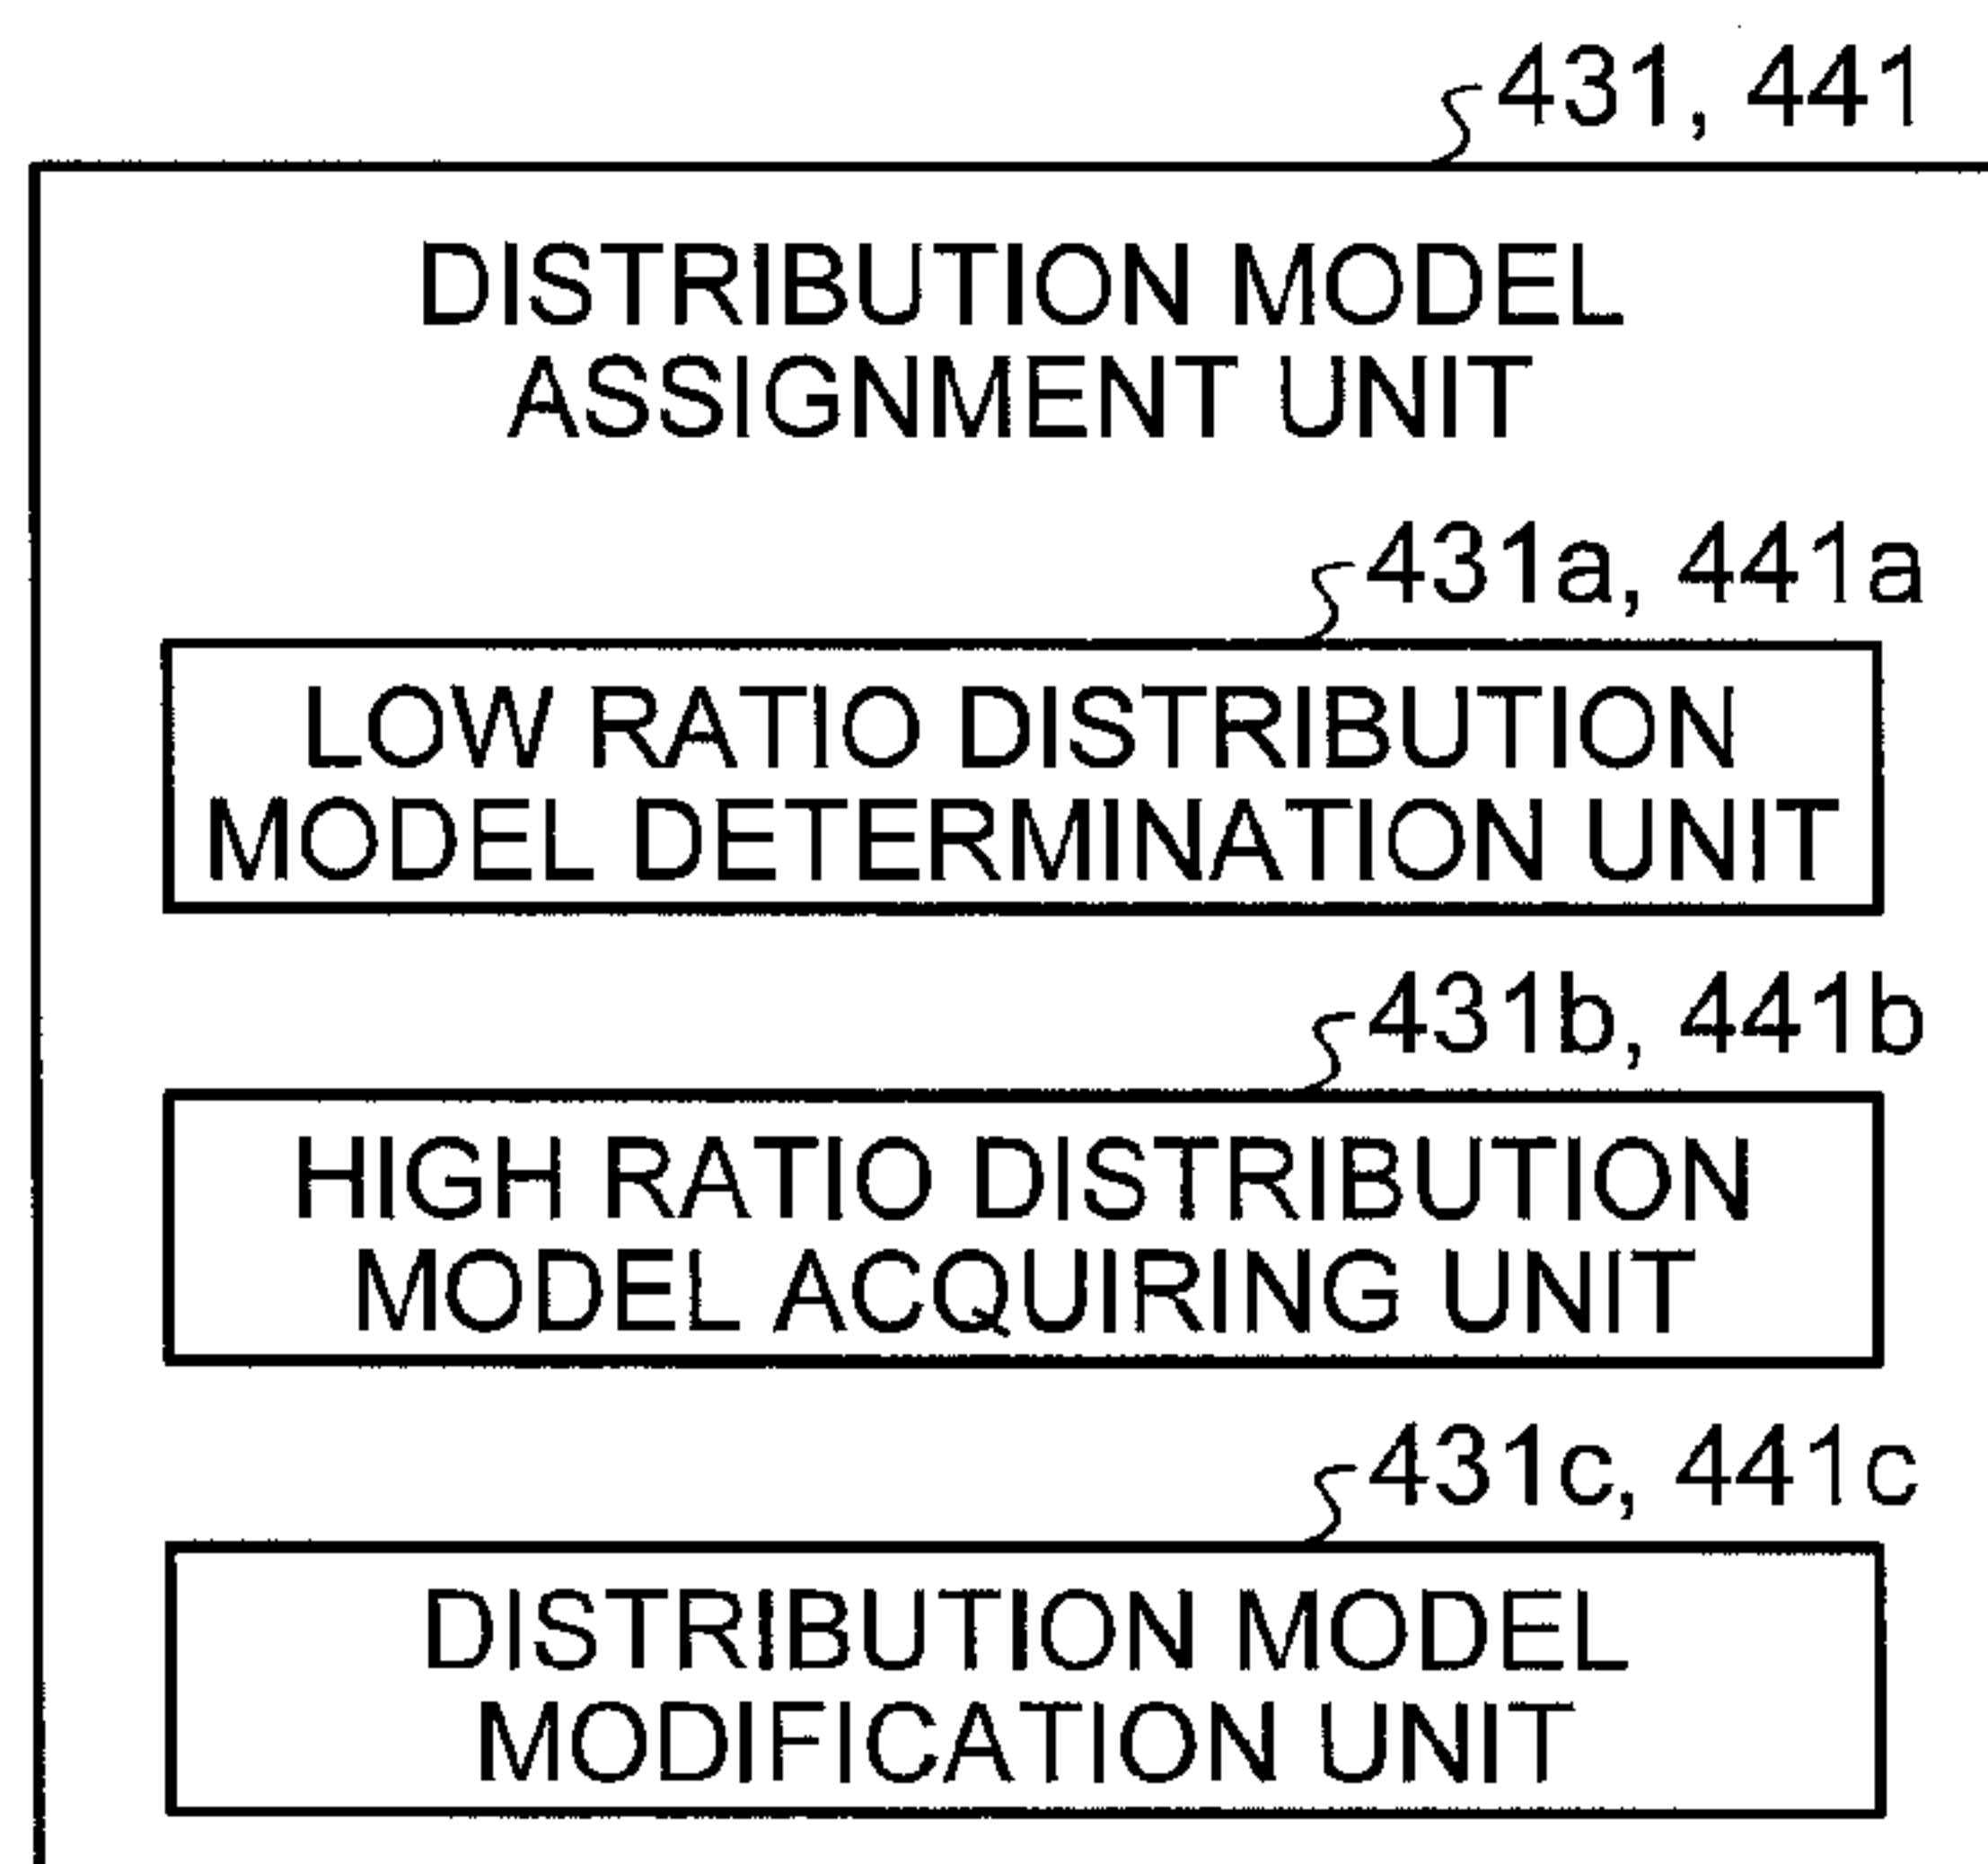 431, 441
DISTRIBUTION MODEL
ASSIGNMENT UNIT
431a, 441a
LOW RATIO DISTRIBUTION
MODEL DETERMINATION UNIT
431b, 441b
HIGH RATIO DISTRIBUTION
MODEL ACQUIRING UNIT
431c, 441c
DISTRIBUTION MODEL
MODIFICATION UNIT